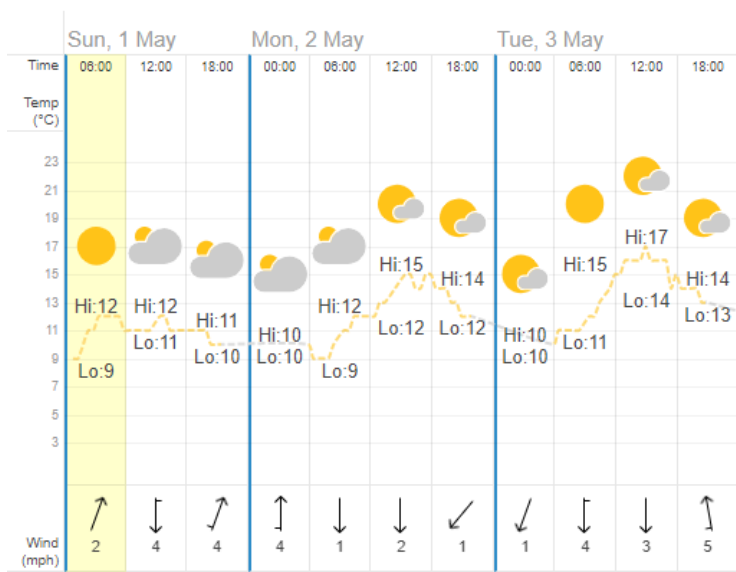 Sun, 1 May Mon, 2 May Tue, 3 May
Time 06:00 12:00 18:00 00:00 06:00 12:00 18:00 00:00 06:00 12:00 18:00
Temp
(°C)
23
21
19
17
15
13
11
9
7
5
3
Hi:12 Hi:12 Hi:11 Hi:10 Hi:12 Hi:15 Hi:14 Hi:10 Hi:15 Hi:17 Hi:14
Lo:9 Lo:11 Lo:10 Lo:10 Lo:9 Lo:12 Lo:12 Lo:10 Lo:11 Lo:14 Lo:13
Wind
(mph)
2 4 4 4 1 2 1 1 4 3 5